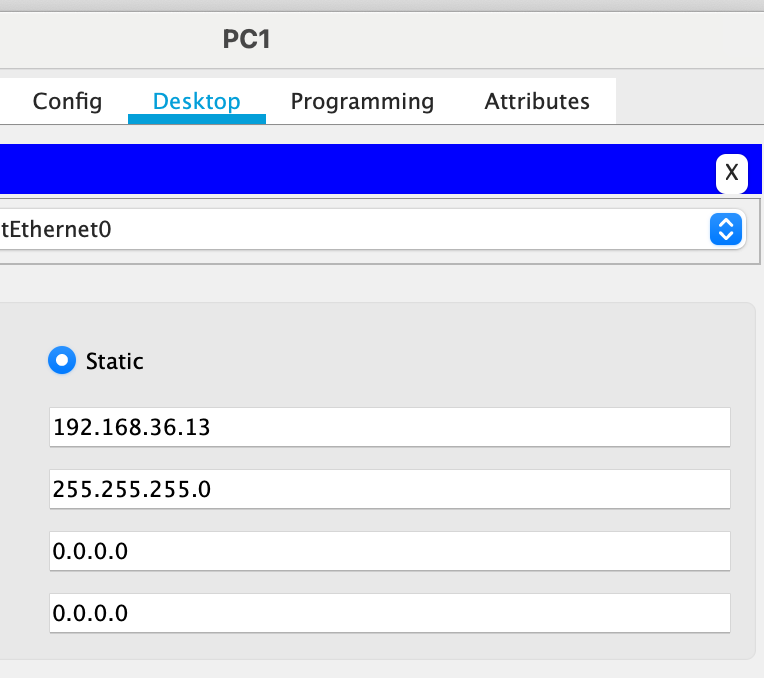 PC1
Config Desktop Programming Attributes
X
tEthernet0
Static
192.168.36.13
255.255.255.0
0.0.0.0
0.0.0.0